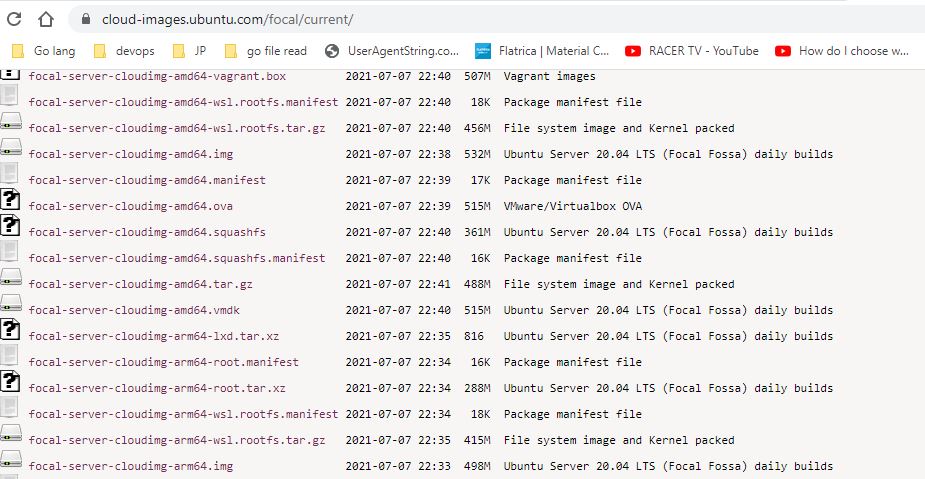 cloud-images.ubuntu.com/focal/current/
Go lang devops JP go file read UserAgentString.co... Flatrica | Material C... RACER TV - YouTube How do I choose w...
focal-server-cloudimg-amd64-vagrant.box 2021-07-07 22:40 507M Vagrant images
focal-server-cloudimg-amd64-wsl.rootfs.manifest 2021-07-07 22:40 18K Package manifest file
focal-server-cloudimg-amd64-wsl.rootfs.tar.gz 2021-07-07 22:40 456M File system image and Kernel packed
focal-server-cloudimg-amd64.img 2021-07-07 22:38 532M Ubuntu Server 20.04 LTS (Focal Fossa) daily builds
focal-server-cloudimg-amd64.manifest 2021-07-07 22:39 17K Package manifest file
focal-server-cloudimg-amd64.ova 2021-07-07 22:39 515M VMware/Virtualbox OVA
focal-server-cloudimg-amd64.squashfs 2021-07-07 22:40 361M Ubuntu Server 20.04 LTS (Focal Fossa) daily builds
focal-server-cloudimg-amd64.squashfs.manifest 2021-07-07 22:40 16K Package manifest file
focal-server-cloudimg-amd64.tar.gz 2021-07-07 22:41 488M File system image and Kernel packed
focal-server-cloudimg-amd64.vmdk 2021-07-07 22:40 515M Ubuntu Server 20.04 LTS (Focal Fossa) daily builds
focal-server-cloudimg-arm64-lxd.tar.xz 2021-07-07 22:35 816 Ubuntu Server 20.04 LTS (Focal Fossa) daily builds
focal-server-cloudimg-arm64-root.manifest 2021-07-07 22:34 16K Package manifest file
focal-server-cloudimg-arm64-root.tar.xz 2021-07-07 22:34 288M Ubuntu Server 20.04 LTS (Focal Fossa) daily builds
focal-server-cloudimg-arm64-wsl.rootfs.manifest 2021-07-07 22:34 18K Package manifest file
focal-server-cloudimg-arm64-wsl.rootfs.tar.gz 2021-07-07 22:35 415M File system image and Kernel packed
focal-server-cloudimg-arm64.img 2021-07-07 22:33 498M Ubuntu Server 20.04 LTS (Focal Fossa) daily builds